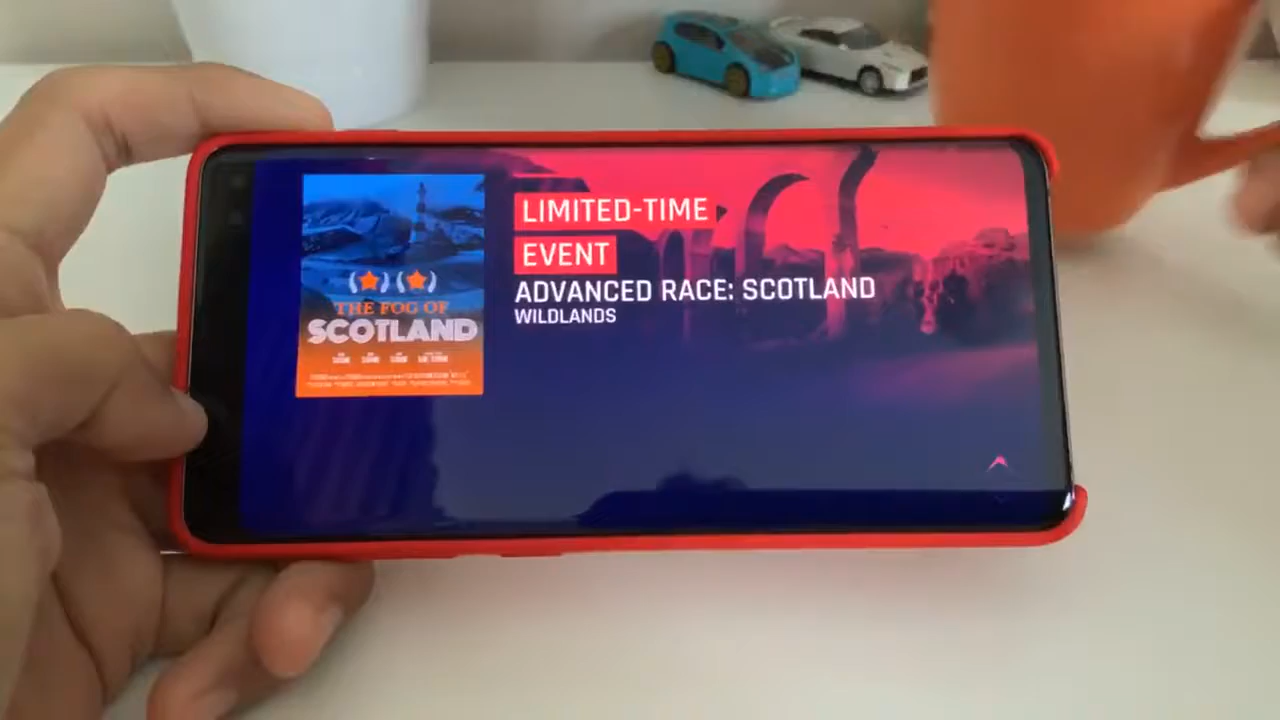 LIMITED-TIME
EVENT
ADVANCED RACE: SCOTLAND
WILDLANDS
THE FOG OF
SCOTLAND